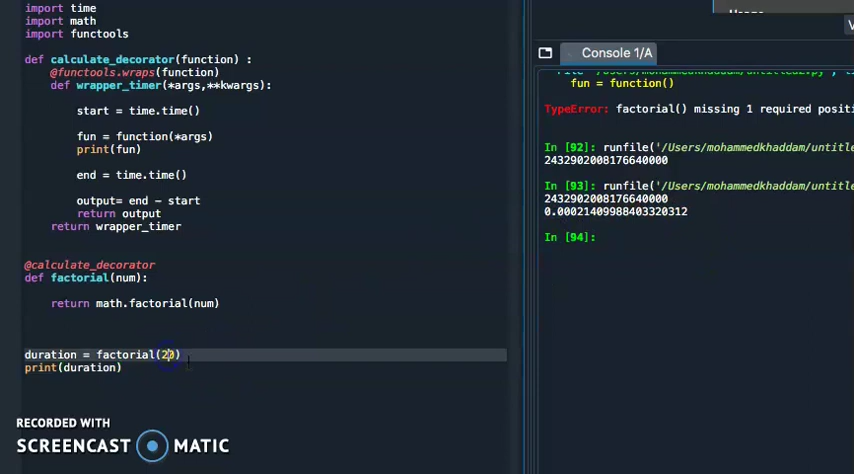 import time
import math
import functools
def calculate_decorator(function) :
@functools.wraps(function)
def wrapper_timer(*args,**kwargs):
start = time.time()
fun = function(*args)
print(fun)
end = time.time()
output= end - start
return output
return wrapper_timer
@calculate_decorator
def factorial(num):
return math.factorial(num)
duration = factorial(20)
print(duration)
RECORDED WITH
SCREENCAST MATIC
Console 1/A
fun = function()
TypeError: factorial() missing 1 required positi
In [92]: runfile('/Users/mohammedkhaddam/untitle
2432902008176640000
In [93]: runfile('/Users/mohammedkhaddam/untitle
2432902008176640000
0.00021409988403320312
In [94]: